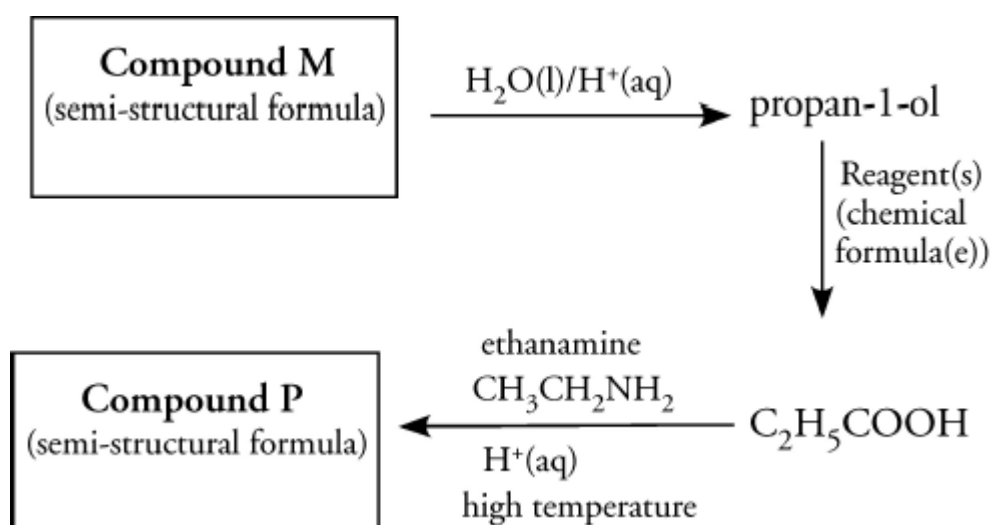 Compound M
(semi-structural formula)
H₂O(l)/H⁺(aq)
propan-1-ol
Reagent(s)
(chemical
formula(e))
C₂H₅COOH
ethanamine
CH₃CH₂NH₂
H⁺(aq)
high temperature
Compound P
(semi-structural formula)